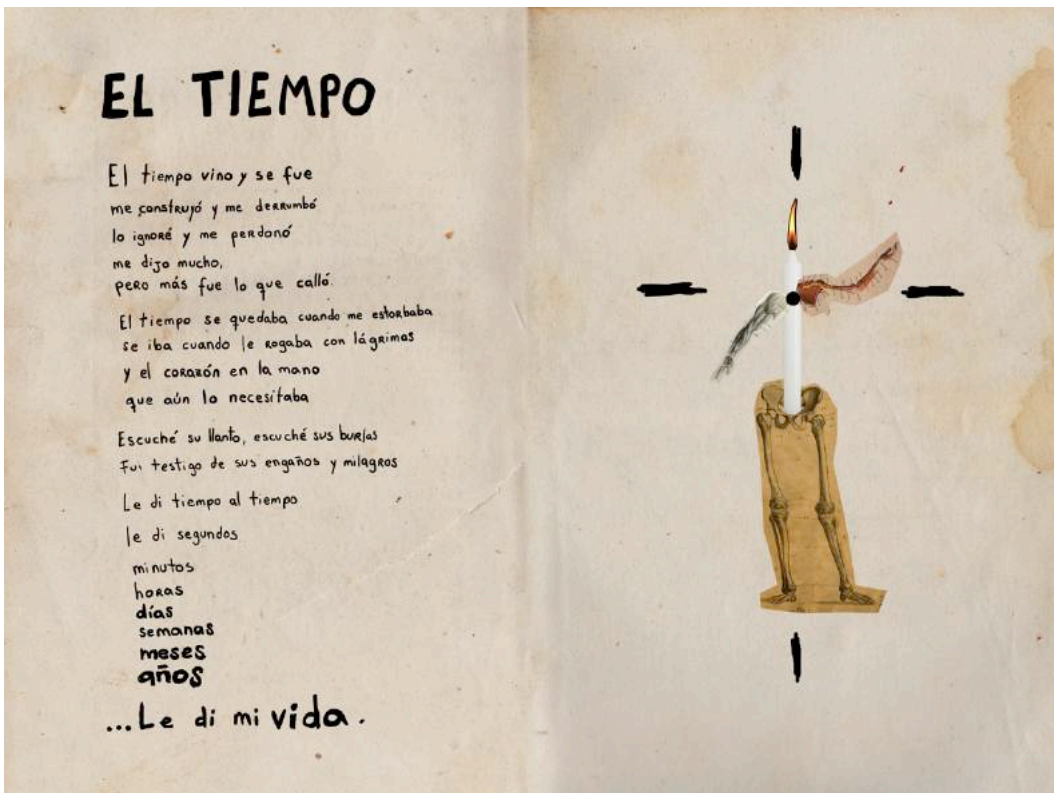 EL TIEMPO
El tiempo vino y se fue
me construyó y me derrumbó
lo ignoré y me perdonó
me dijo mucho,
pero más fue lo que calló.
El tiempo se quedaba cuando me estorbaba
se iba cuando le rogaba con lágrimas
y el corazón en la mano
que aún lo necesitaba
Escuché su llanto, escuché sus burlas
Fui testigo de sus engaños y milagros
Le di tiempo al tiempo
le di segundos
minutos
horas
días
semanas
meses
años
...Le di mi vida.